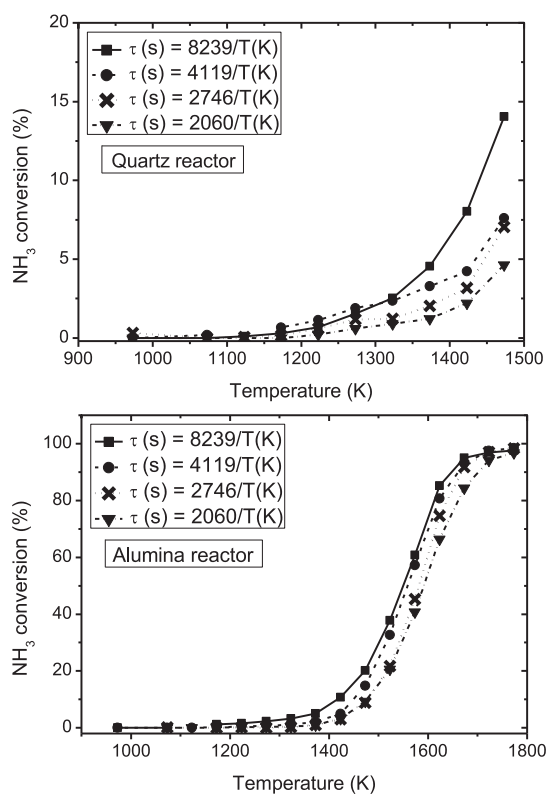 20
15
10
5
0
NH3 conversion (%)
τ (s) = 8239/T(K)
τ (s) = 4119/T(K)
τ (s) = 2746/T(K)
τ (s) = 2060/T(K)
Quartz reactor
900 1000 1100 1200 1300 1400 1500
Temperature (K)
100
80
60
40
20
0
NH3 conversion (%)
τ (s) = 8239/T(K)
τ (s) = 4119/T(K)
τ (s) = 2746/T(K)
τ (s) = 2060/T(K)
Alumina reactor
1000 1200 1400 1600 1800
Temperature (K)